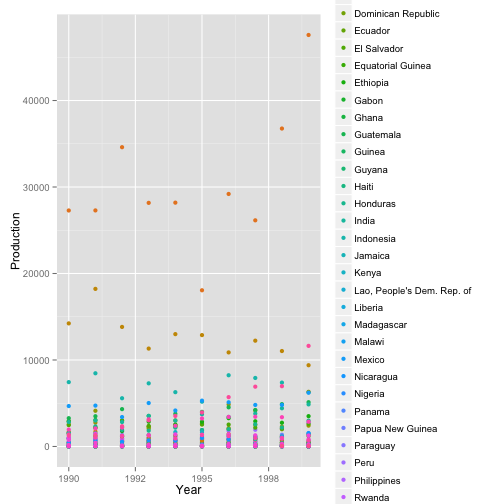 40000
30000
20000
10000
0
Production
1990
1992
1995
1998
Year
Dominican Republic
Ecuador
El Salvador
Equatorial Guinea
Ethiopia
Gabon
Ghana
Guatemala
Guinea
Guyana
Haiti
Honduras
India
Indonesia
Jamaica
Kenya
Lao, People's Dem. Rep. of
Liberia
Madagascar
Malawi
Mexico
Nicaragua
Nigeria
Panama
Papua New Guinea
Paraguay
Peru
Philippines
Rwanda